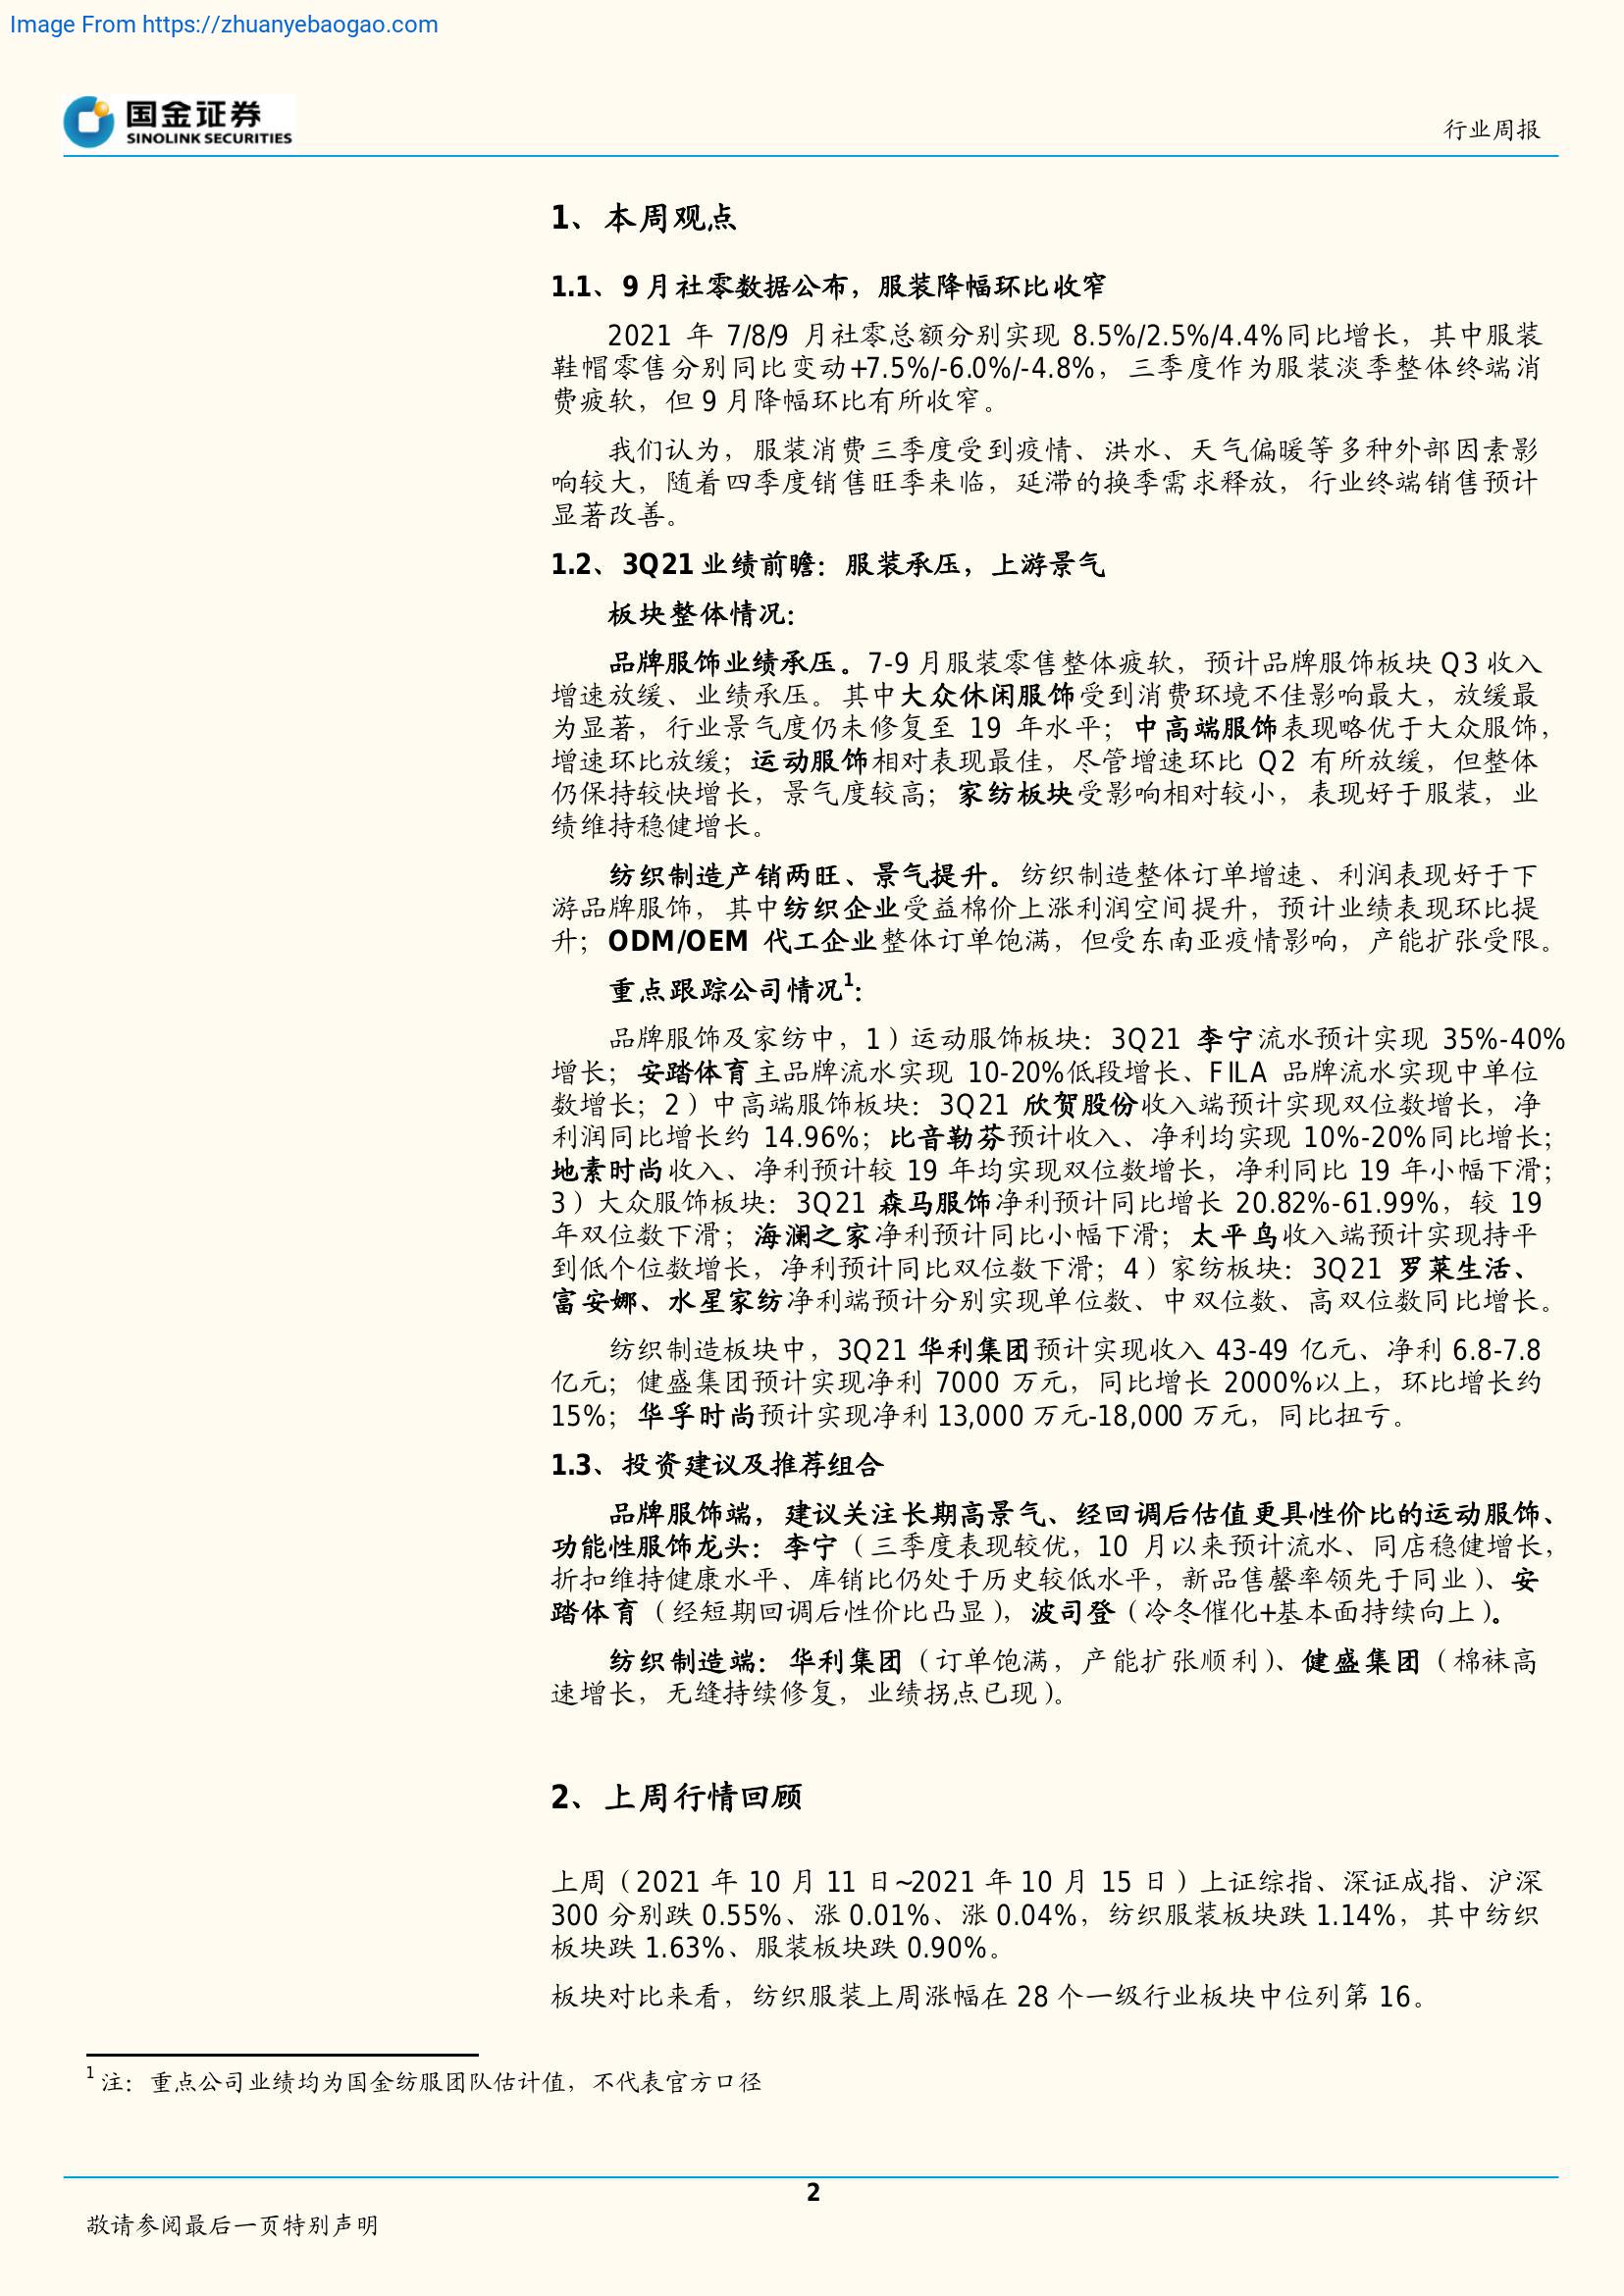 Image From https://zhuanyebaogao.com
国金证券
SINOLINK SECURITIES
行业周报
1、本周观点
1.1、9 月社零数据公布，服装降幅环比收窄
2021 年 7/8/9 月社零总额分别实现 8.5%/2.5%/4.4%同比增长，其中服装
鞋帽零售分别同比变动+7.5%/-6.0%/-4.8%，三季度作为服装淡季整体终端消
费疲软，但 9 月降幅环比有所收窄。
我们认为，服装消费三季度受到疫情、洪水、天气偏暖等多种外部因素影
响较大，随着四季度销售旺季来临，延滞的换季需求释放，行业终端销售预计
显著改善。
1.2、3Q21 业绩前瞻：服装承压，上游景气
板块整体情况：
品牌服饰业绩承压。7-9 月服装零售整体疲软，预计品牌服饰板块 Q3 收入
增速放缓、业绩承压。其中大众休闲服饰受到消费环境不佳影响最大，放缓最
为显著，行业景气度仍未修复至 19 年水平；中高端服饰表现略优于大众服饰，
增速环比放缓；运动服饰相对表现最佳，尽管增速环比 Q2 有所放缓，但整体
仍保持较快增长，景气度较高；家纺板块受影响相对较小，表现好于服装，业
绩维持稳健增长。
纺织制造产销两旺、景气提升。纺织制造整体订单增速、利润表现好于下
游品牌服饰，其中纺织企业受益棉价上涨利润空间提升，预计业绩表现环比提
升；ODM/OEM 代工企业整体订单饱满，但受东南亚疫情影响，产能扩张受限。
重点跟踪公司情况1：
品牌服饰及家纺中，1）运动服饰板块：3Q21 李宁流水预计实现 35%-40%
增长；安踏体育主品牌流水实现 10-20%低段增长、FILA 品牌流水实现中单位
数增长；2）中高端服饰板块：3Q21 欣贺股份收入端预计实现双位数增长，净
利润同比增长约 14.96%；比音勒芬预计收入、净利均实现 10%-20%同比增长；
地素时尚收入、净利预计较 19 年均实现双位数增长，净利同比 19 年小幅下滑；
3）大众服饰板块：3Q21 森马服饰净利预计同比增长 20.82%-61.99%，较 19
年双位数下滑；海澜之家净利预计同比小幅下滑；太平鸟收入端预计实现持平
到低个位数增长，净利预计同比双位数下滑；4）家纺板块：3Q21 罗莱生活、
富安娜、水星家纺净利端预计分别实现单位数、中双位数、高双位数同比增长。
纺织制造板块中，3Q21 华利集团预计实现收入 43-49 亿元、净利 6.8-7.8
亿元；健盛集团预计实现净利 7000 万元，同比增长 2000%以上，环比增长约
15%；华孚时尚预计实现净利 13,000 万元-18,000 万元，同比扭亏。
1.3、投资建议及推荐组合
品牌服饰端，建议关注长期高景气、经回调后估值更具性价比的运动服饰、
功能性服饰龙头：李宁（三季度表现较优，10 月以来预计流水、同店稳健增长，
折扣维持健康水平、库销比仍处于历史较低水平，新品售罄率领先于同业）、安
踏体育（经短期回调后性价比凸显），波司登（冷冬催化+基本面持续向上）。
纺织制造端：华利集团（订单饱满，产能扩张顺利）、健盛集团（棉袜高
速增长，无缝持续修复，业绩拐点已现）。
2、上周行情回顾
上周（2021 年 10 月 11 日~2021 年 10 月 15 日）上证综指、深证成指、沪深
300 分别跌 0.55%、涨 0.01%、涨 0.04%，纺织服装板块跌 1.14%，其中纺织
板块跌 1.63%、服装板块跌 0.90%。
板块对比来看，纺织服装上周涨幅在 28 个一级行业板块中位列第 16。
1 注：重点公司业绩均为国金纺服团队估计值，不代表官方口径
2
敬请参阅最后一页特别声明